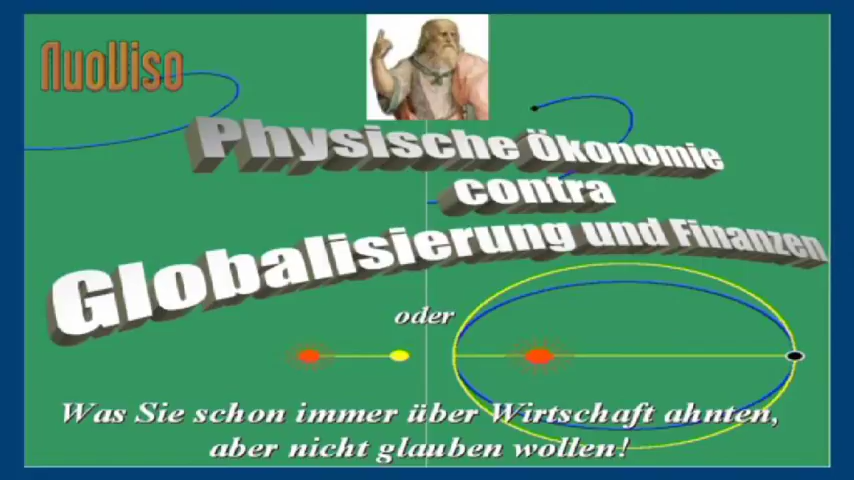 NuoViso
Physische Ökonomie
contra
Globalisierung und Finanzen
oder
Was Sie schon immer über Wirtschaft ahnten,
aber nicht glauben wollen!